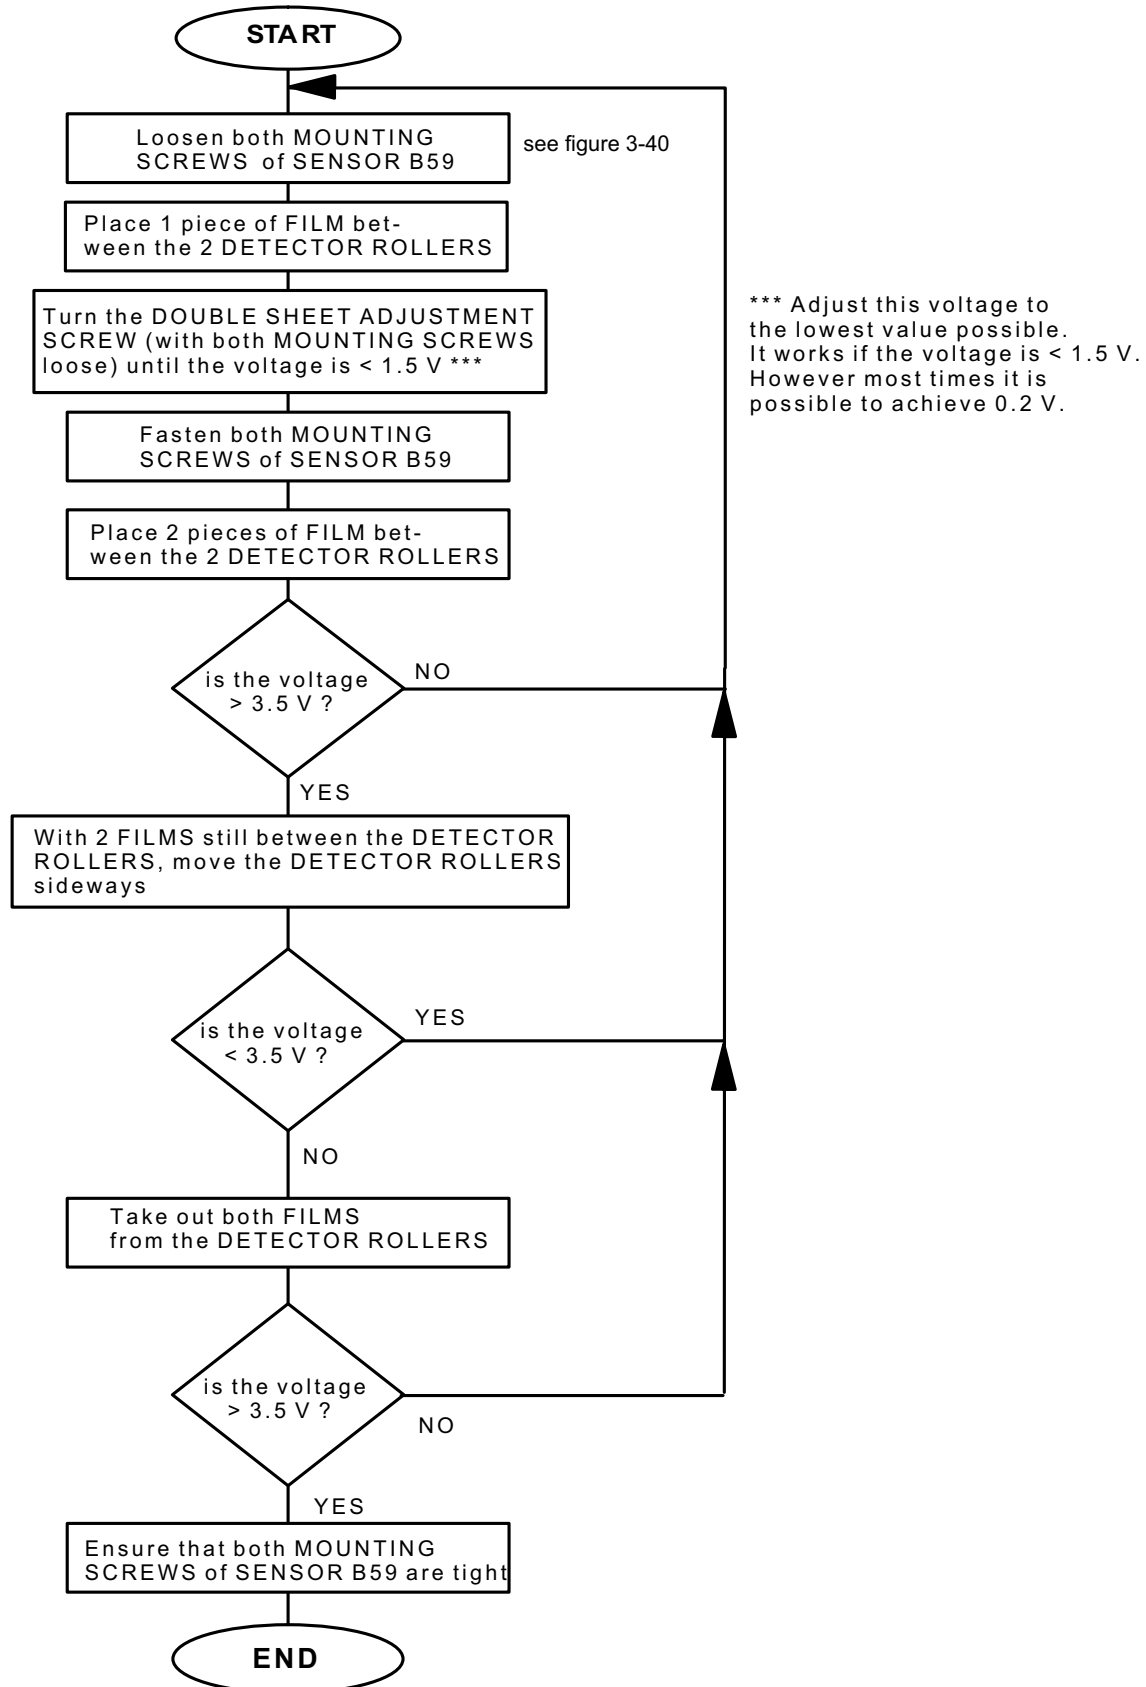 START
Loosen both MOUNTING
SCREWS of SENSOR B59
see figure 3-40
Place 1 piece of FILM bet-
ween the 2 DETECTOR ROLLERS
Turn the DOUBLE SHEET ADJUSTMENT
SCREW (with both MOUNTING SCREWS
loose) until the voltage is < 1.5 V ***
*** Adjust this voltage to
the lowest value possible.
It works if the voltage is < 1.5 V.
However most times it is
possible to achieve 0.2 V.
Fasten both MOUNTING
SCREWS of SENSOR B59
Place 2 pieces of FILM bet-
ween the 2 DETECTOR ROLLERS
is the voltage
> 3.5 V ?
NO
YES
With 2 FILMS still between the DETECTOR
ROLLERS, move the DETECTOR ROLLERS
sideways
is the voltage
< 3.5 V ?
YES
NO
Take out both FILMS
from the DETECTOR ROLLERS
is the voltage
> 3.5 V ?
NO
YES
Ensure that both MOUNTING
SCREWS of SENSOR B59 are tight
END